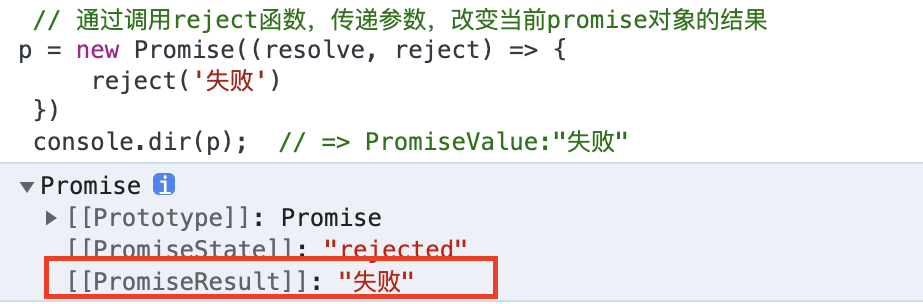 // 通过调用reject函数，传递参数，改变当前promise对象的结果
p = new Promise((resolve, reject) => {
reject('失败')
})
console.dir(p);  // => PromiseValue:"失败"
Promise i
[[Prototype]]: Promise
[[PromiseState]]: "rejected"
[[PromiseResult]]: "失败"